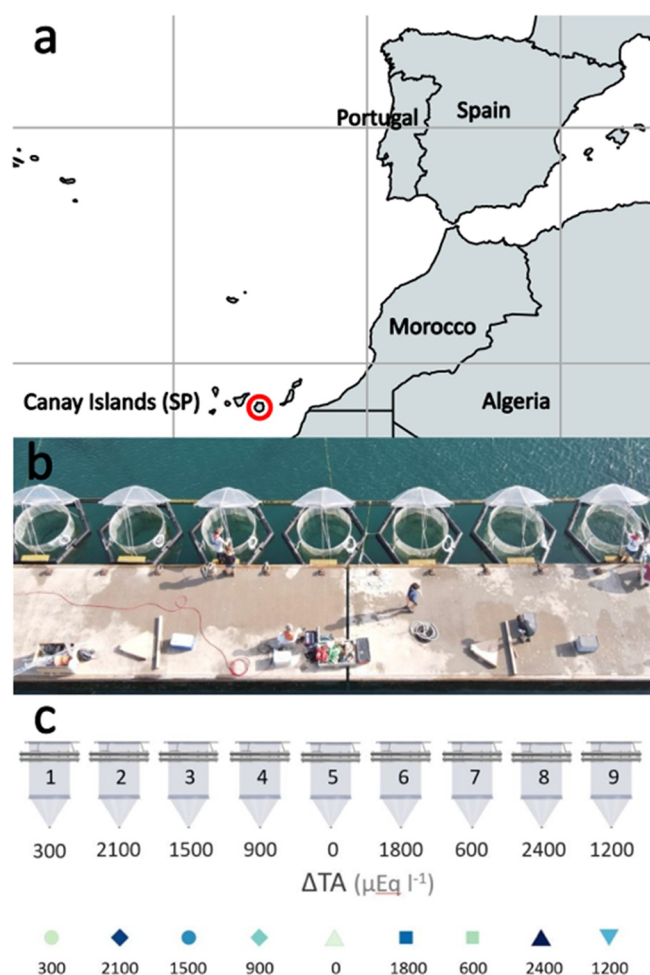 a
Portugal
Spain
Morocco
Canay Islands (SP)
Algeria
b
c
1 2 3 4 5 6 7 8 9
300 2100 1500 900 0 1800 600 2400 1200
ΔTA (µEq l⁻¹)
300 2100 1500 900 0 1800 600 2400 1200